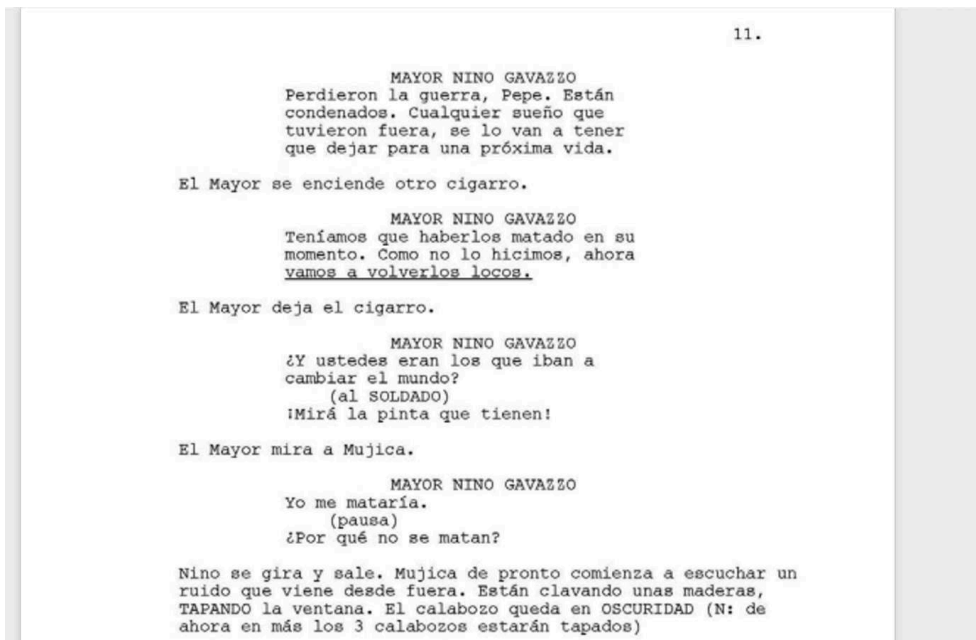 11.
MAYOR NINO GAVAZZO
Perdieron la guerra, Pepe. Están
condenados. Cualquier sueño que
tuvieron fuera, se lo van a tener
que dejar para una próxima vida.
El Mayor se enciende otro cigarro.
MAYOR NINO GAVAZZO
Teníamos que haberlos matado en su
momento. Como no lo hicimos, ahora
vamos a volverlos locos.
El Mayor deja el cigarro.
MAYOR NINO GAVAZZO
¿Y ustedes eran los que iban a
cambiar el mundo?
(al SOLDADO)
¡Mirá la pinta que tienen!
El Mayor mira a Mujica.
MAYOR NINO GAVAZZO
Yo me mataría.
(pausa)
¿Por qué no se matan?
Nino se gira y sale. Mujica de pronto comienza a escuchar un
ruido que viene desde fuera. Están clavando unas maderas,
TAPANDO la ventana. El calabozo queda en OSCURIDAD (N: de
ahora en más los 3 calabozos estarán tapados)